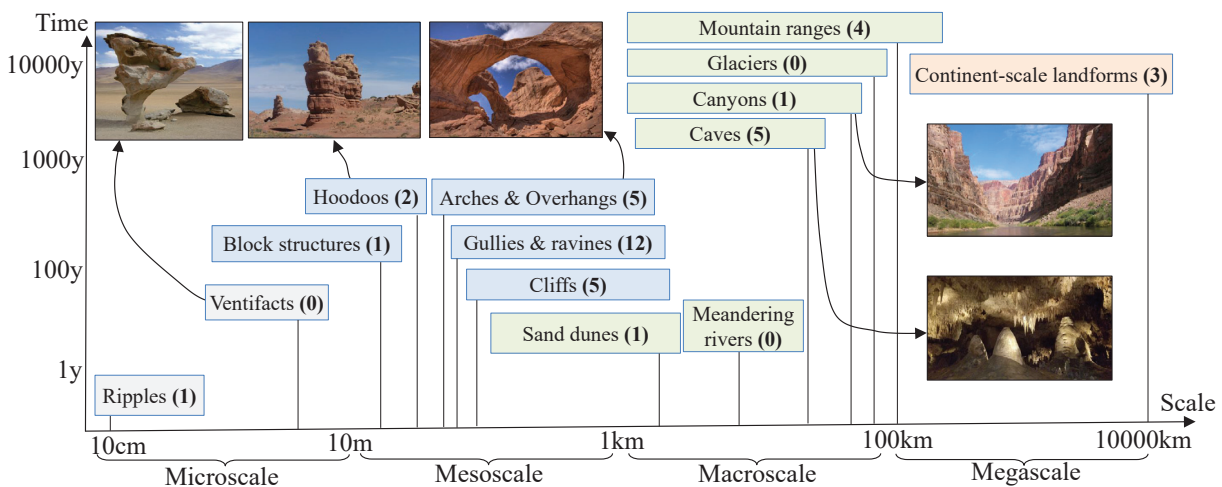 Time
10000y
1000y
100y
1y
Mountain ranges (4)
Glaciers (0)
Continent-scale landforms (3)
Canyons (1)
Caves (5)
Hoodoos (2)
Arches & Overhangs (5)
Block structures (1)
Gullies & ravines (12)
Cliffs (5)
Ventifacts (0)
Sand dunes (1)
Meandering
rivers (0)
Ripples (1)
Scale
10cm
10m
1km
100km
10000km
Microscale
Mesoscale
Macroscale
Megascale